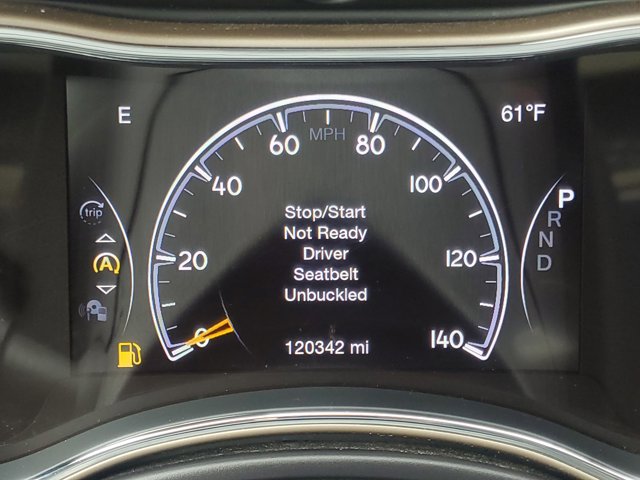 E
61°F
MPH
60
80
40
100
trip
Stop/Start
Not Ready
Driver
Seatbelt
Unbuckled
P
R
N
D
A
20
120
0
140
120342 mi